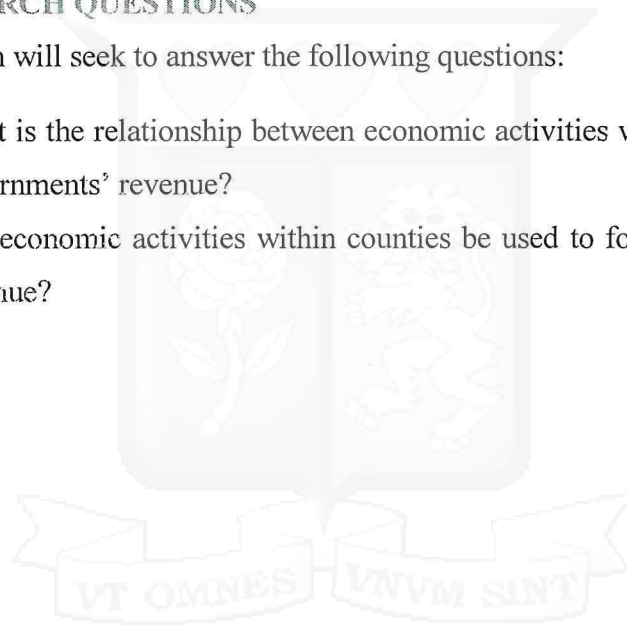 RCH QUESTIONS
n will seek to answer the following questions:
t is the relationship between economic activities v
rnments' revenue?
economic activities within counties be used to fo
nue?
VT OMNES VNVM SINT